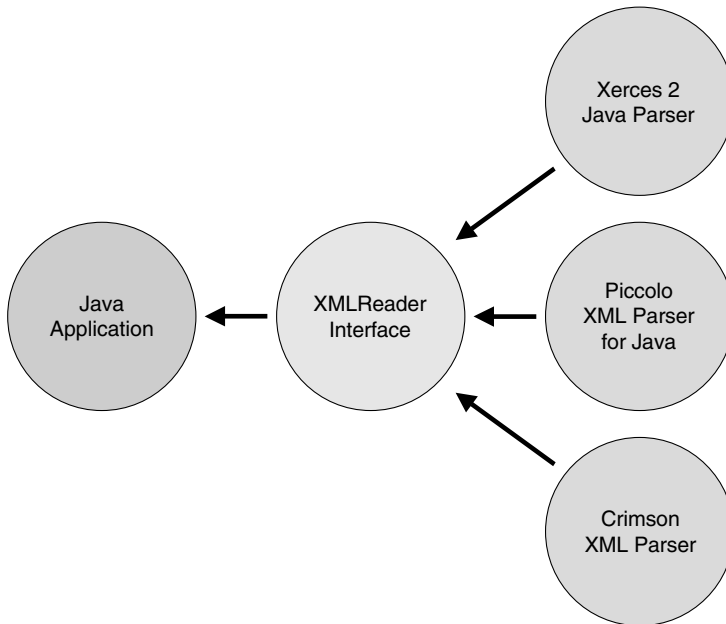 Xerces 2
Java Parser
Java
Application
XMLReader
Interface
Piccolo
XML Parser
for Java
Crimson
XML Parser